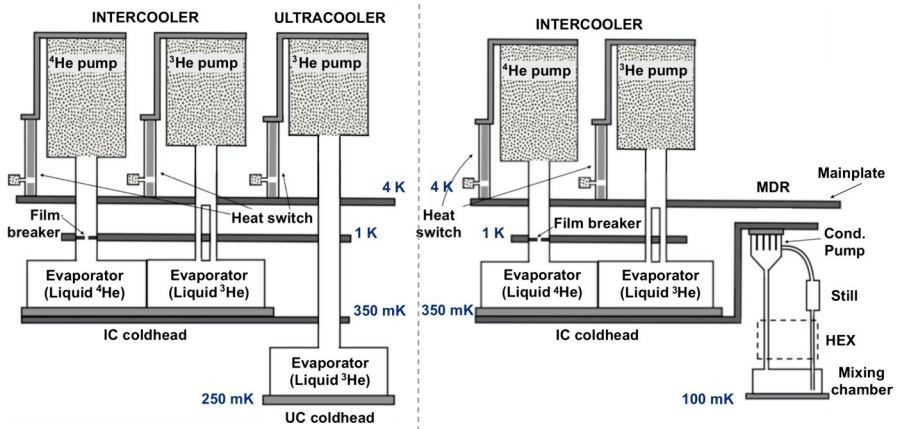 INTERCOOLER
ULTRACOOLER
⁴He pump
³He pump
³He pump
4 K
Film
breaker
Heat switch
1 K
Evaporator
(Liquid ⁴He)
Evaporator
(Liquid ³He)
350 mK
IC coldhead
Evaporator
(Liquid ³He)
250 mK
UC coldhead
INTERCOOLER
⁴He pump
³He pump
Mainplate
4 K
MDR
Heat
switch
Film breaker
1 K
Cond.
Pump
Evaporator
(Liquid ⁴He)
Evaporator
(Liquid ³He)
Still
350 mK
IC coldhead
HEX
Mixing
chamber
100 mK